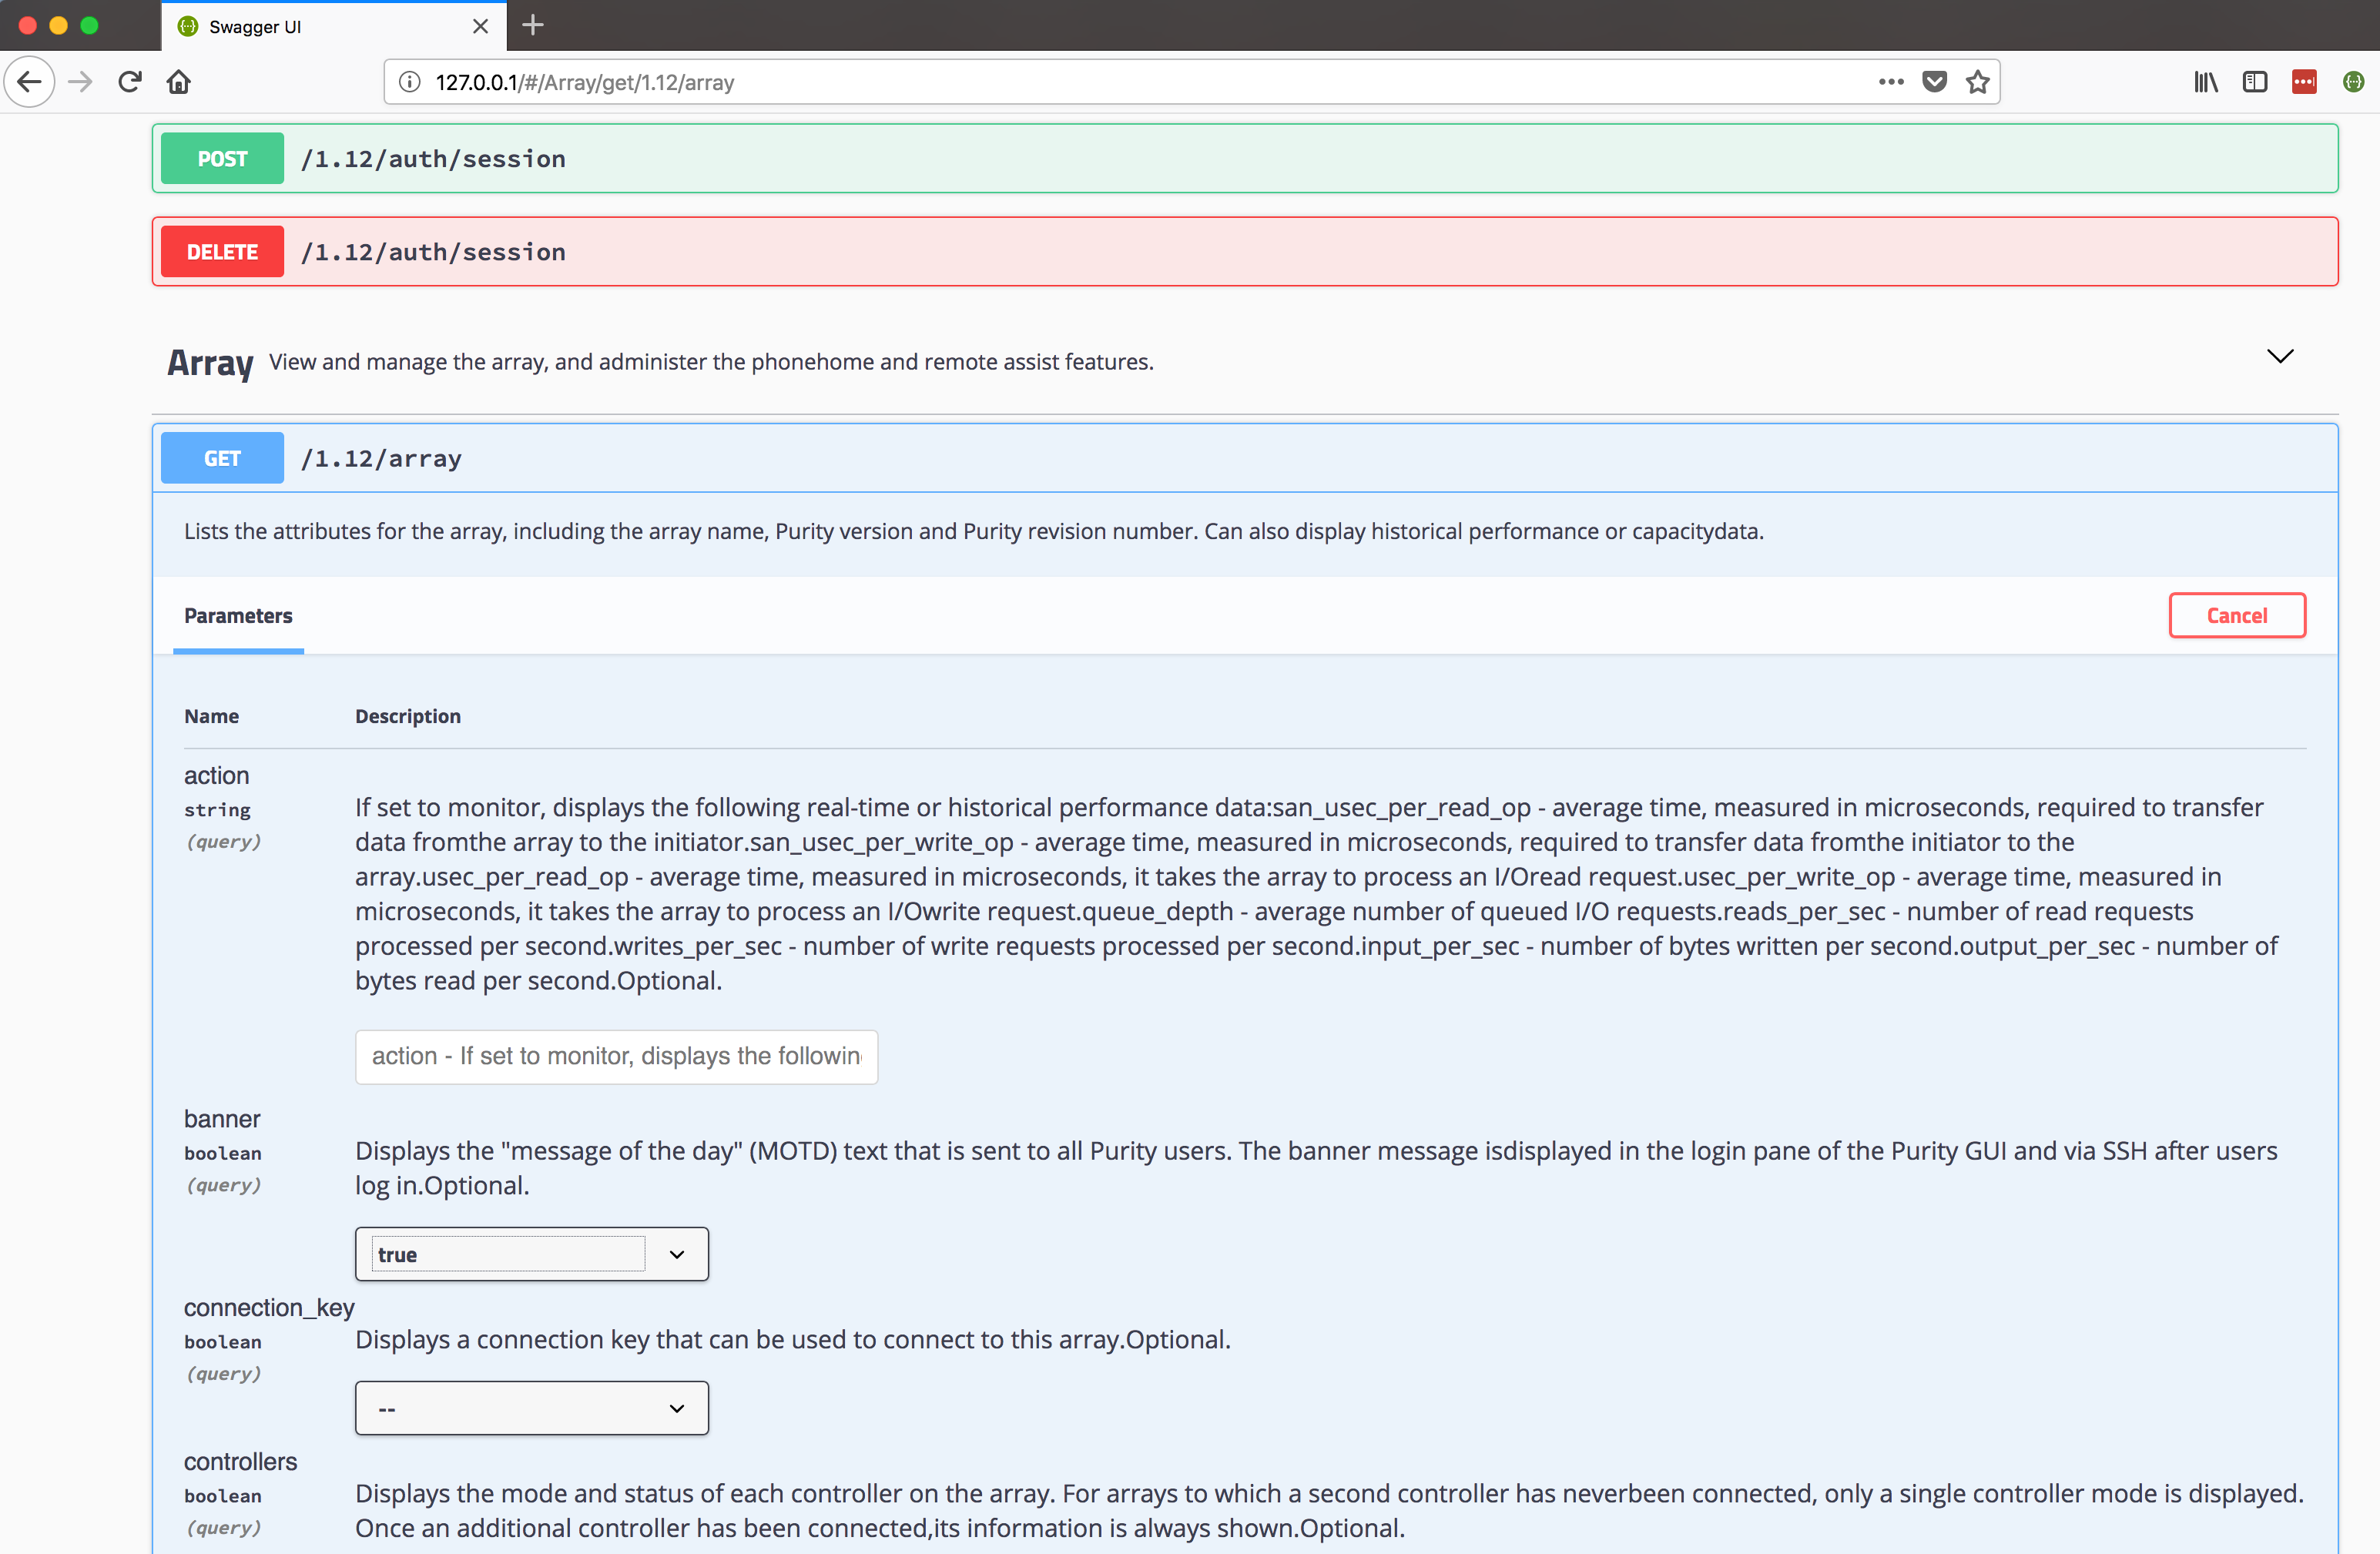 Swagger UI
127.0.0.1/#/Array/get/1.12/array
POST /1.12/auth/session
DELETE /1.12/auth/session
Array View and manage the array, and administer the phonehome and remote assist features.
GET /1.12/array
Lists the attributes for the array, including the array name, Purity version and Purity revision number. Can also display historical performance or capacitydata.
Parameters
Cancel
Name Description
action
string
(query)
If set to monitor, displays the following real-time or historical performance data:san_usec_per_read_op - average time, measured in microseconds, required to transfer
data fromthe array to the initiator.san_usec_per_write_op - average time, measured in microseconds, required to transfer data fromthe initiator to the
array.usec_per_read_op - average time, measured in microseconds, it takes the array to process an I/Oread request.usec_per_write_op - average time, measured in
microseconds, it takes the array to process an I/Owrite request.queue_depth - average number of queued I/O requests.reads_per_sec - number of read requests
processed per second.writes_per_sec - number of write requests processed per second.input_per_sec - number of bytes written per second.output_per_sec - number of
bytes read per second.Optional.
action - If set to monitor, displays the followin
banner
boolean
(query)
Displays the "message of the day" (MOTD) text that is sent to all Purity users. The banner message isdisplayed in the login pane of the Purity GUI and via SSH after users
log in.Optional.
true
connection_key
boolean
(query)
Displays a connection key that can be used to connect to this array.Optional.
--
controllers
boolean
(query)
Displays the mode and status of each controller on the array. For arrays to which a second controller has neverbeen connected, only a single controller mode is displayed.
Once an additional controller has been connected,its information is always shown.Optional.